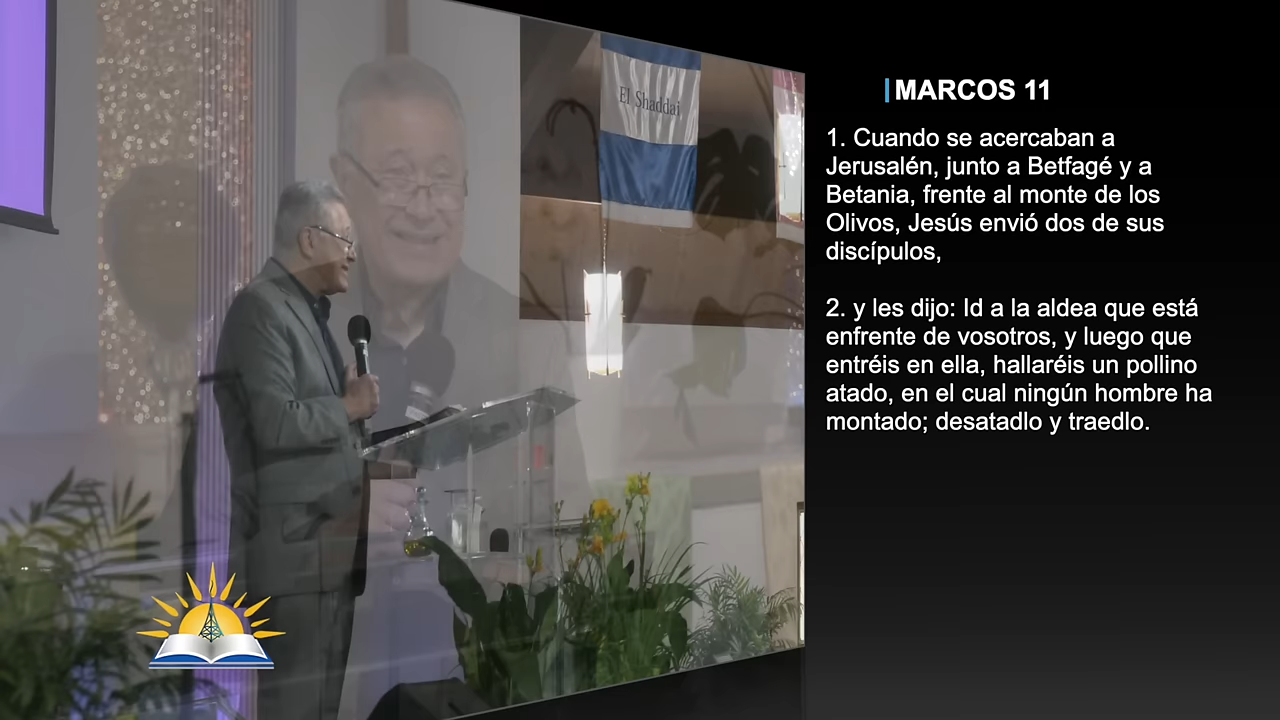 El Shaddai
MARCOS 11
1. Cuando se acercaban a
Jerusalén, junto a Betfagé y a
Betania, frente al monte de los
Olivos, Jesús envió dos de sus
discípulos,
2. y les dijo: Id a la aldea que está
enfrente de vosotros, y luego que
entréis en ella, hallaréis un pollino
atado, en el cual ningún hombre ha
montado; desatadlo y traedlo.